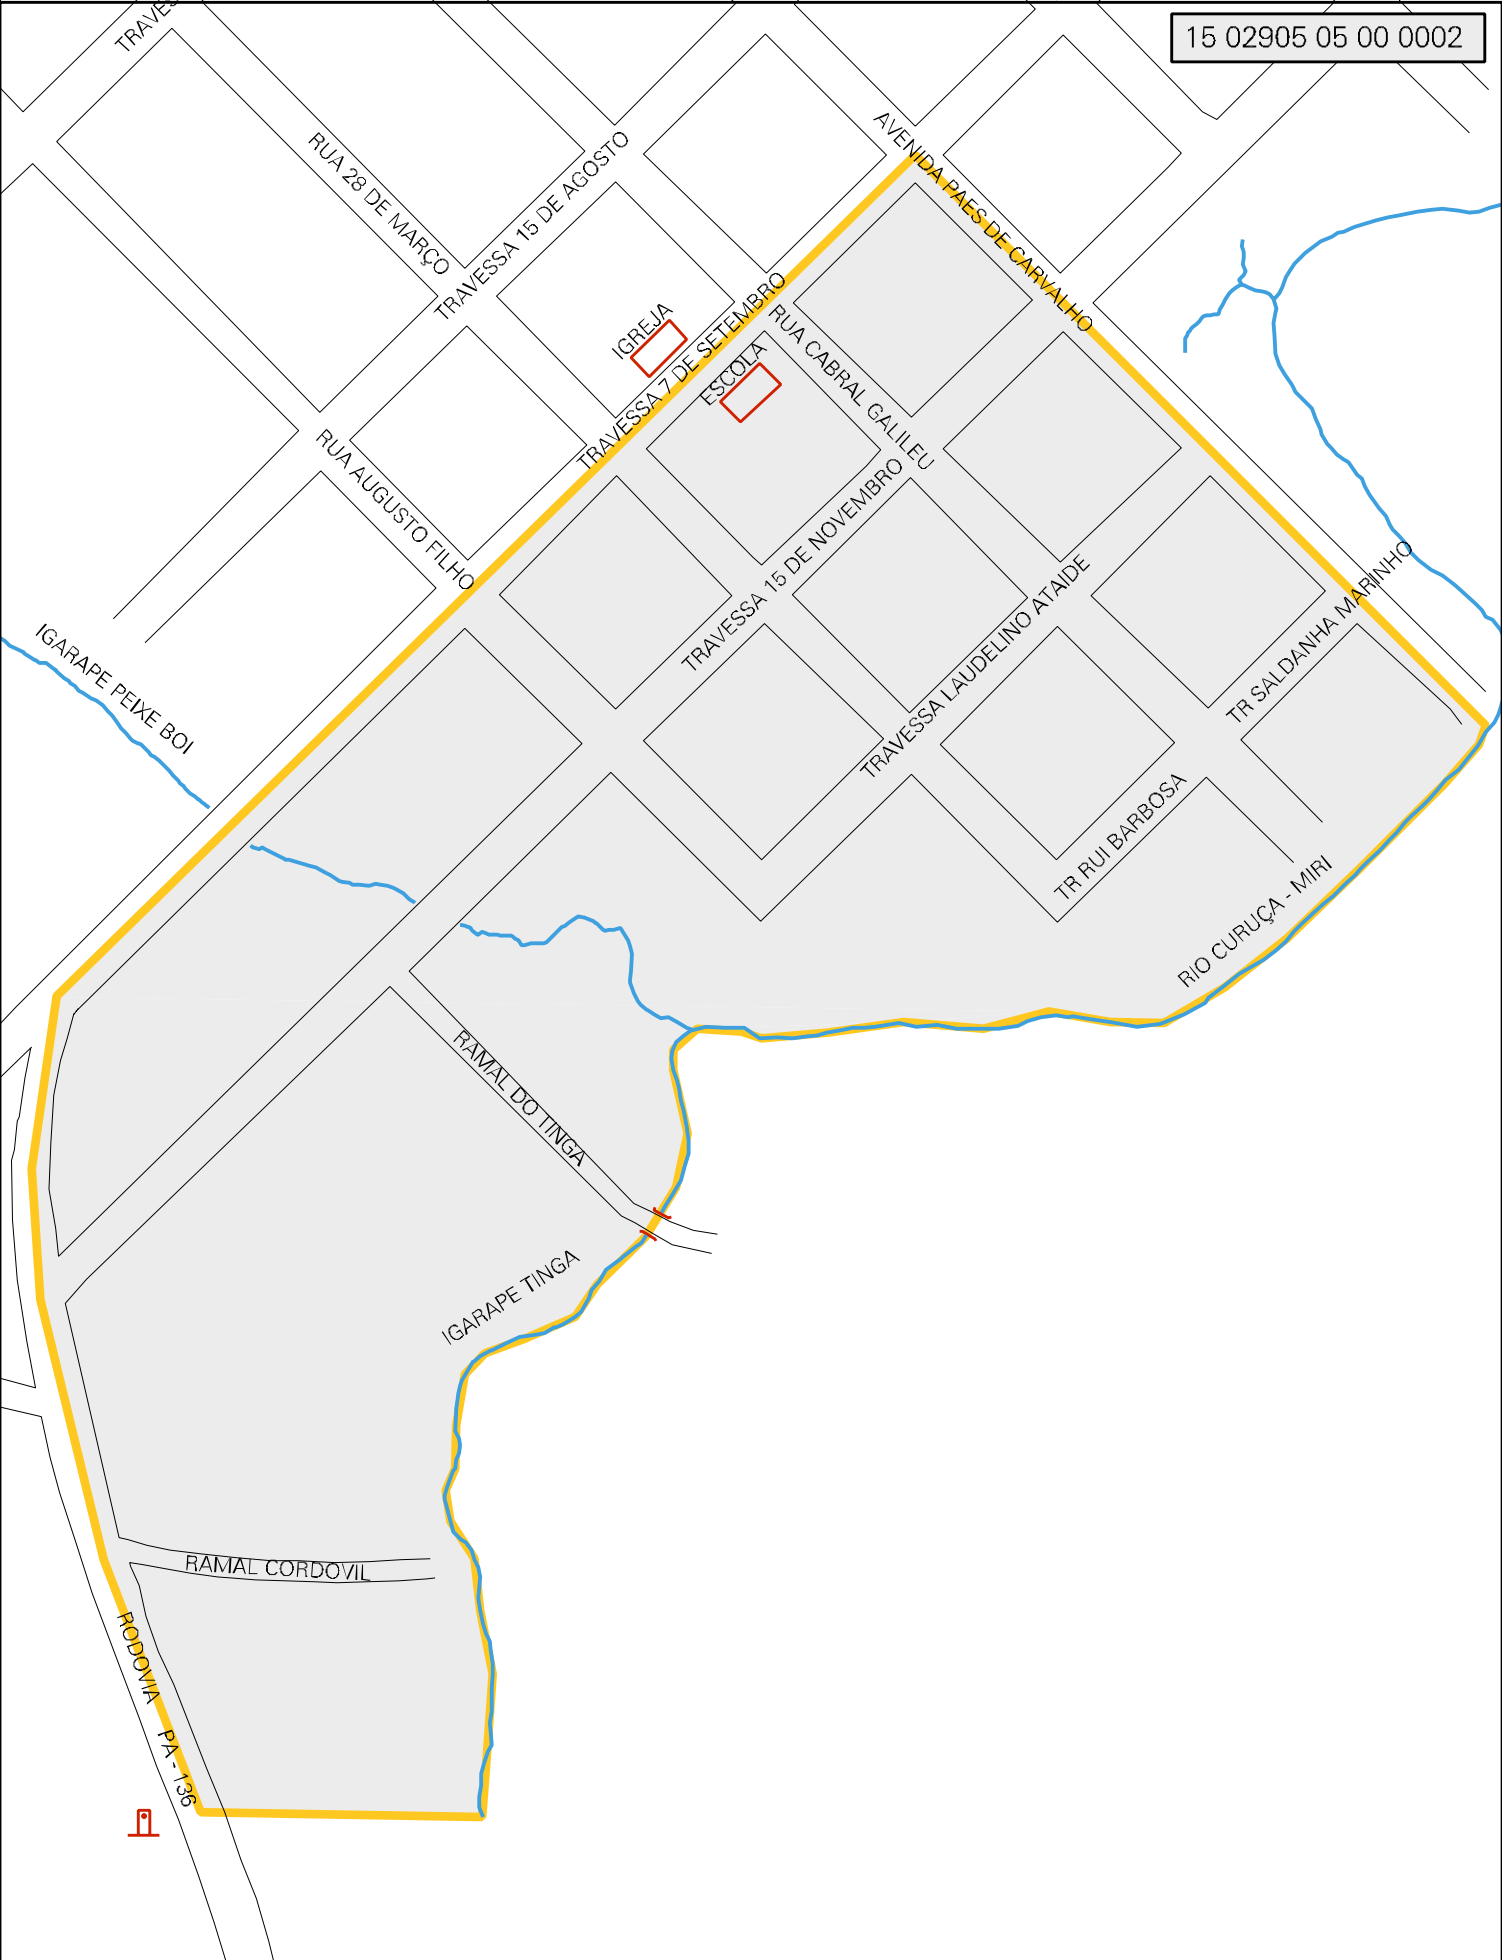 TRAVES
15 02905 05 00 0002
RUA 28 DE MARÇO
TRAVESSA 15 DE AGOSTO
AVENIDA PAES DE CARVALHO
IGREJA
TRAVESSA 7 DE SETEMBRO
ESCOLA
RUA CABRAL GALILEU
RUA AUGUSTO FILHO
TRAVESSA 15 DE NOVEMBRO
TRAVESSA LAUDELINO ATAIDE
TR SALDANHA MARINHO
IGARAPE PEIXE BOI
TR RUI BARBOSA
RIO CURUÇA - MIRI
RAMAL DO TINGA
IGARAPE TINGA
RAMAL CORDOVIL
RODOVIA PA - 136